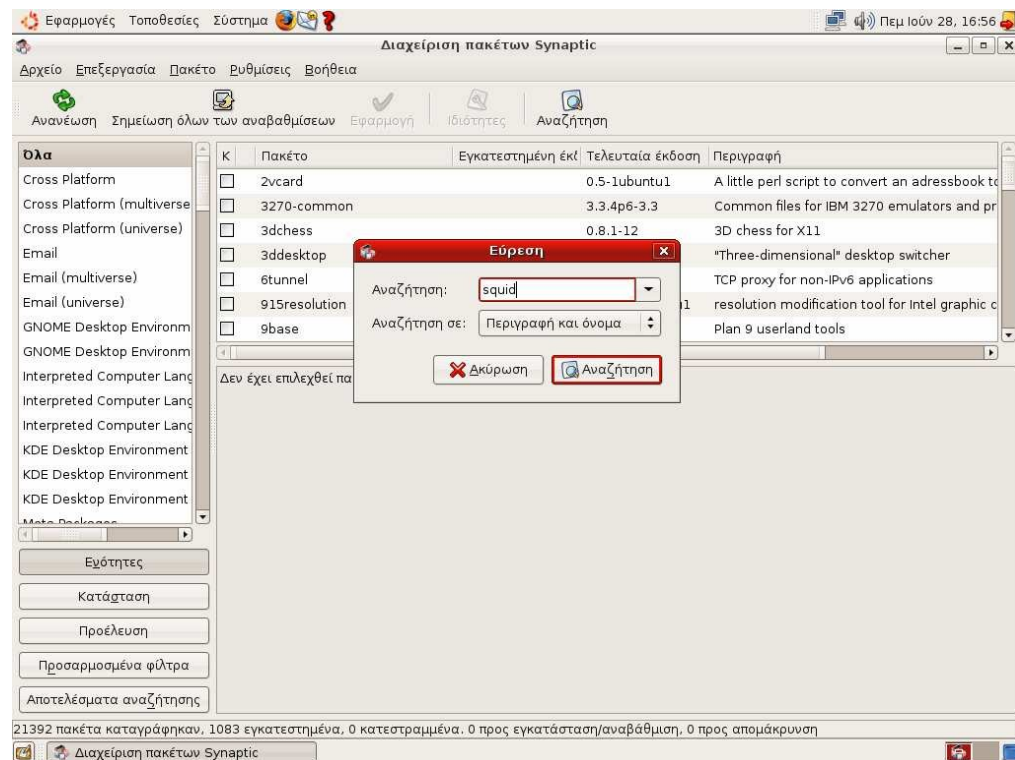 Εφαρμογές Τοποθεσίες Σύστημα
Πεμ Ιούν 28, 16:56
Διαχείριση πακέτων Synaptic
Αρχείο Επεξεργασία Πακέτο Ρυθμίσεις Βοήθεια
Ανανέωση Σημείωση όλων των αναβαθμίσεων Εφαρμογή Ιδιότητες Αναζήτηση
Όλα
Cross Platform
Cross Platform (multiverse
Cross Platform (universe)
Email
Email (multiverse)
Email (universe)
GNOME Desktop Environm
GNOME Desktop Environm
Interpreted Computer Lang
Interpreted Computer Lang
Interpreted Computer Lang
KDE Desktop Environment
KDE Desktop Environment
KDE Desktop Environment
Meta Packages
Κ Πακέτο Εγκατεστημένη έκδ Τελευταία έκδοση Περιγραφή
2vcard 0.5-1ubuntu1 A little perl script to convert an adressbook to
3270-common 3.3.4p6-3.3 Common files for IBM 3270 emulators and pr
3dchess 0.8.1-12 3D chess for X11
3ddesktop "Three-dimensional" desktop switcher
6tunnel TCP proxy for non-IPv6 applications
915resolution u1 resolution modification tool for Intel graphic c
9base Plan 9 userland tools
Δεν έχει επιλεχθεί πα
Εύρεση
Αναζήτηση: squid
Αναζήτηση σε: Περιγραφή και όνομα
Ακύρωση Αναζήτηση
Ενότητες
Κατάσταση
Προέλευση
Προσαρμοσμένα φίλτρα
Αποτελέσματα αναζήτησης
21392 πακέτα καταγράφηκαν, 1083 εγκατεστημένα, 0 κατεστραμμένα. 0 προς εγκατάσταση/αναβάθμιση, 0 προς απομάκρυνση
Διαχείριση πακέτων Synaptic